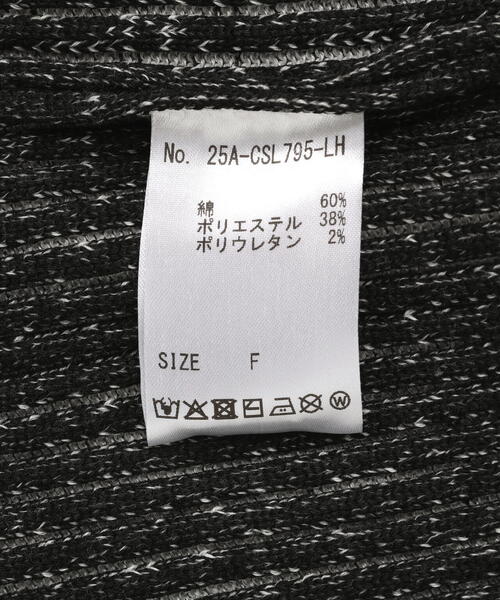 No. 25A-CSL795-LH
綿 60%
ポリエステル 38%
ポリウレタン 2%
SIZE F
W